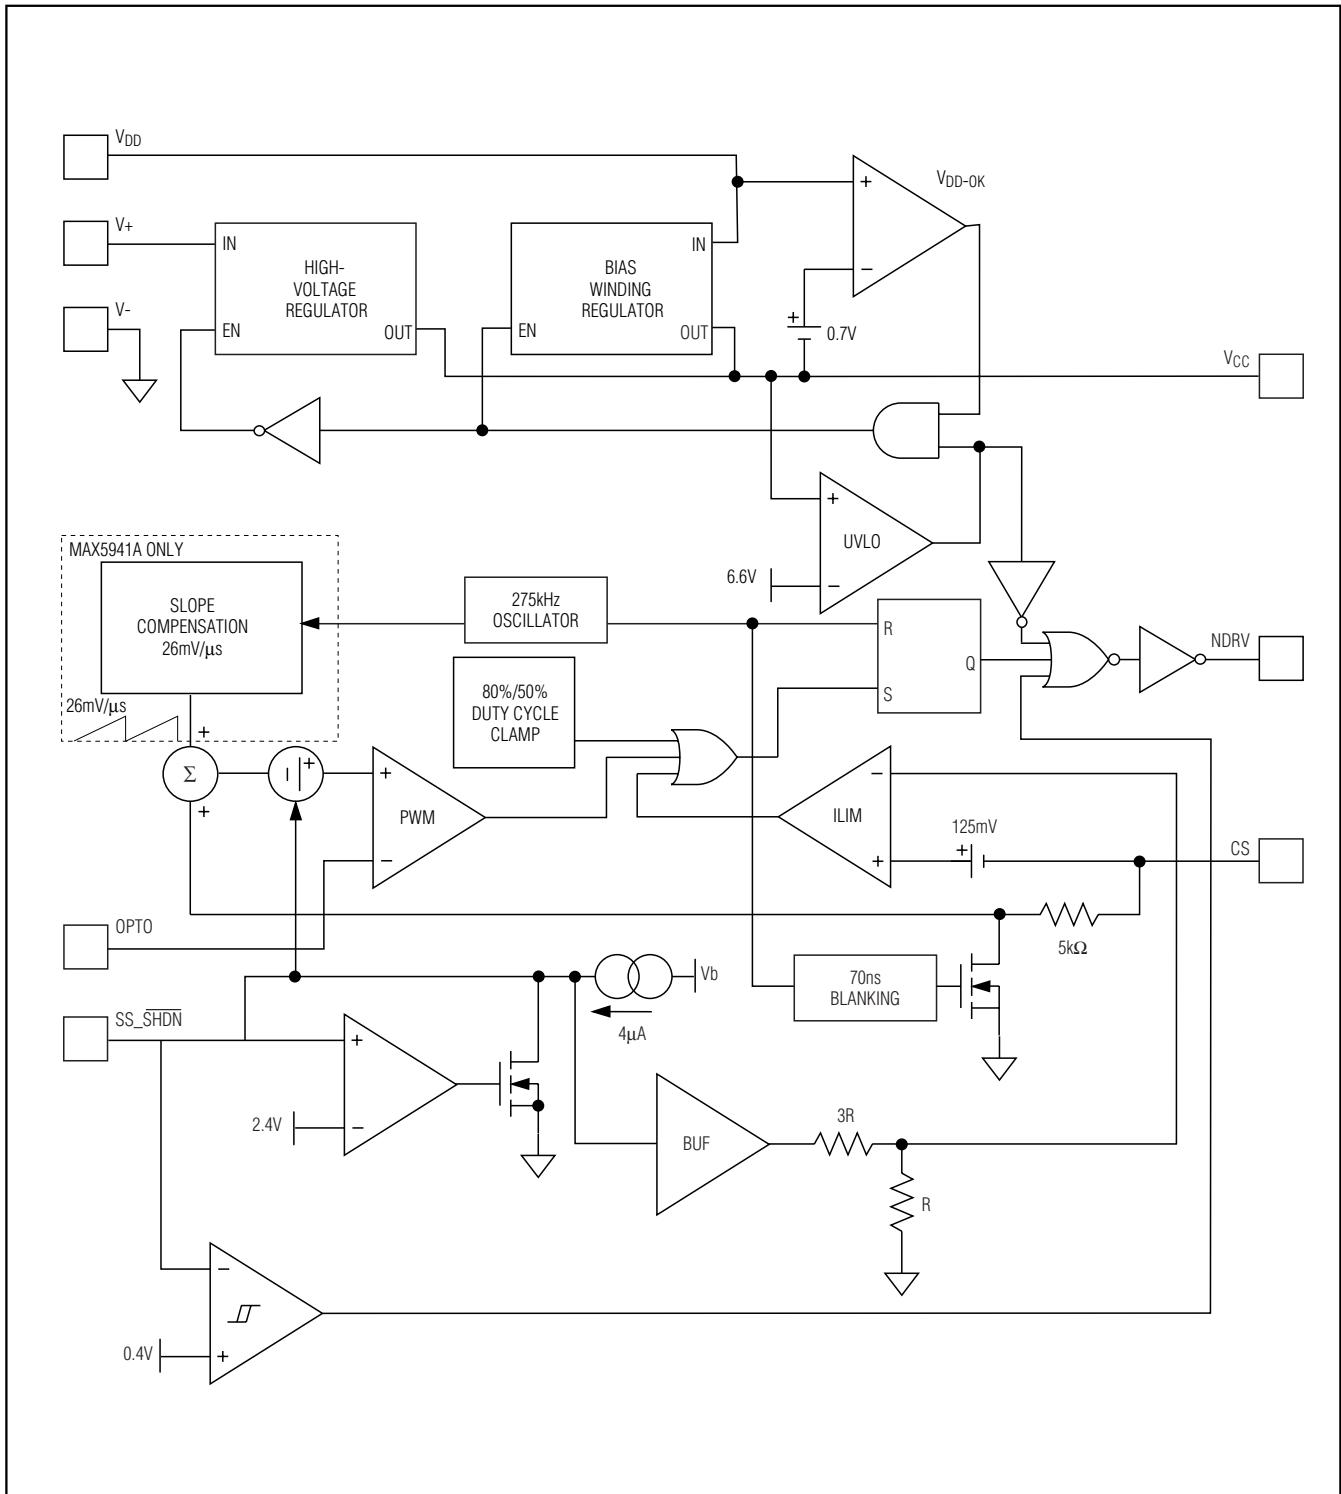 VDD
VDD-OK
+
V+
IN
HIGH-
VOLTAGE
REGULATOR
EN
OUT
BIAS
WINDING
REGULATOR
IN
EN
OUT
−
+
0.7V
V-
VCC
+
UVLO
6.6V
−
MAX5941A ONLY
SLOPE
COMPENSATION
26mV/µs
26mV/µs
275kHz
OSCILLATOR
R
Q
S
NDRV
80%/50%
DUTY CYCLE
CLAMP
+
Σ
+
+
+
PWM
−
−
ILIM
+
125mV
+
CS
5kΩ
OPTO
Vb
4µA
70ns
BLANKING
SS_SHDN
+
2.4V
−
BUF
3R
R
−
0.4V
+